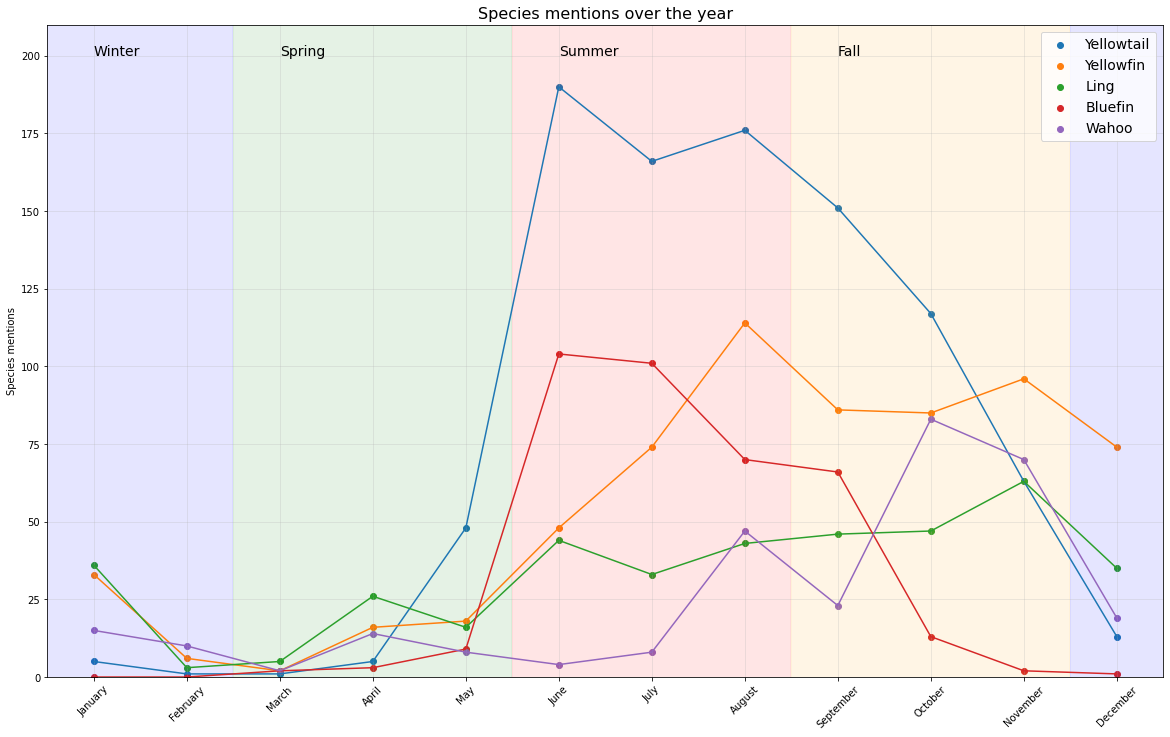 Species mentions over the year
Winter
Spring
Summer
Fall
Yellowtail
Yellowfin
Ling
Bluefin
Wahoo
Species mentions
200
175
150
125
100
75
50
25
0
January
February
March
April
May
June
July
August
September
October
November
December